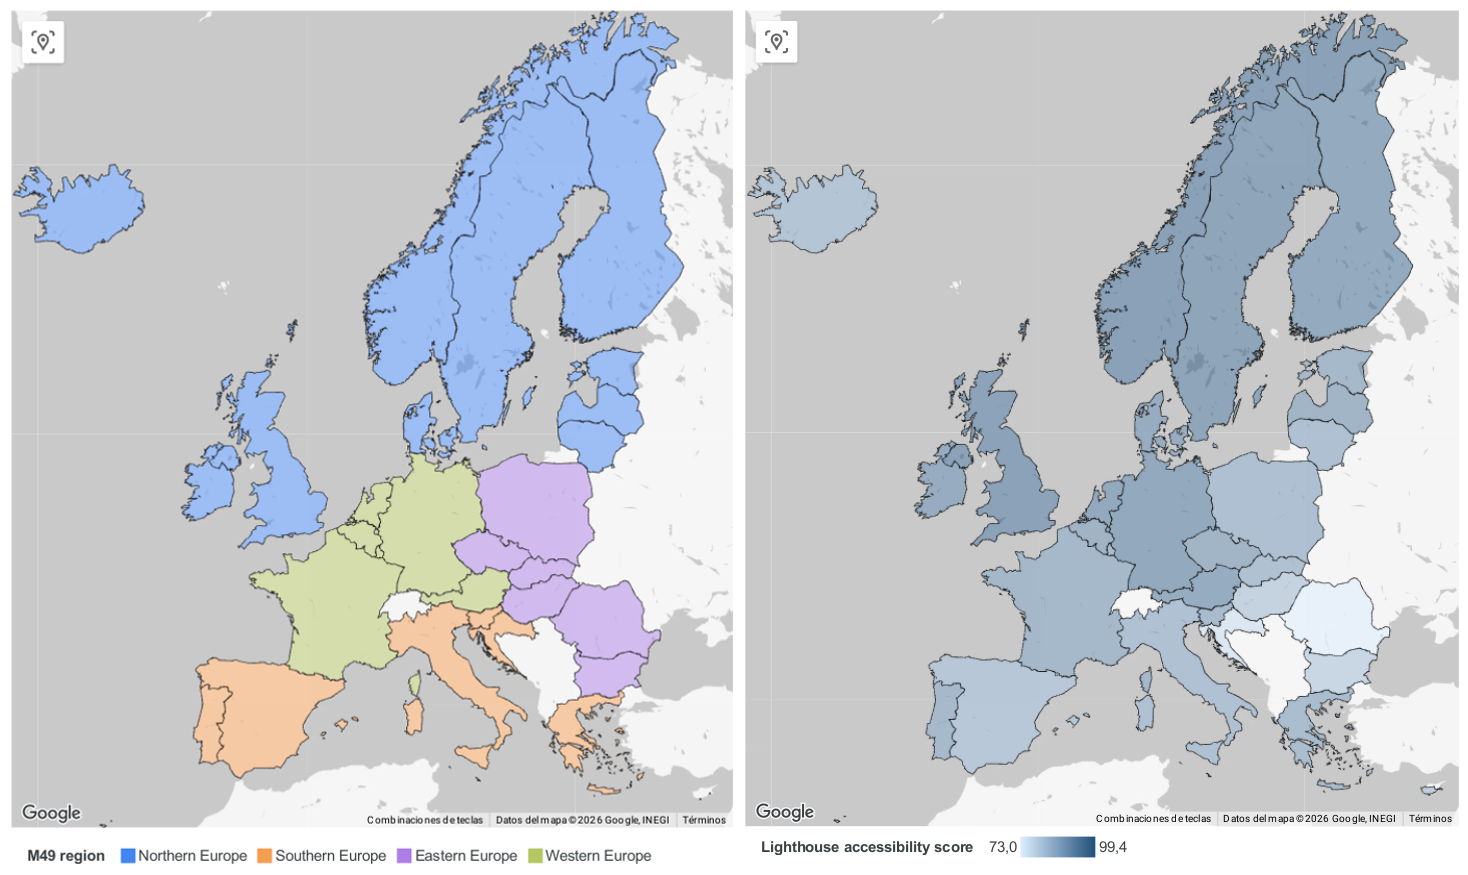 Google
Combinaciones de teclas
Datos del mapa ©2026 Google, INEGI
Términos
M49 region
Northern Europe
Southern Europe
Eastern Europe
Western Europe
Google
Combinaciones de teclas
Datos del mapa ©2026 Google, INEGI
Términos
Lighthouse accessibility score
73,0
99,4